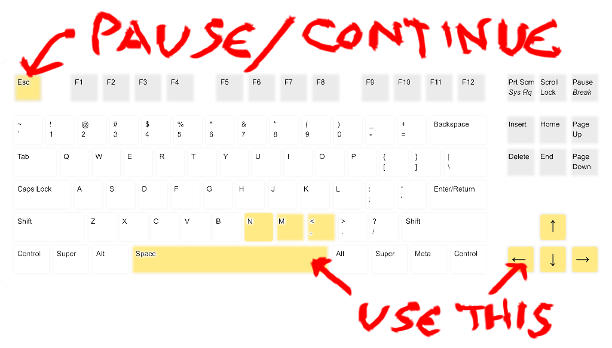 PAUSE/CONTINUE
Esc F1 F2 F3 F4 F5 F6 F7 F8 F9 F10 F11 F12 Prt Scrn Scroll Pause
Sys Rq Lock Break
~ ! @ # $ % ^ & * ( ) _ + Backspace Insert Home Page
` 1 2 3 4 5 6 7 8 9 0 - = Up
Tab Q W E R T Y U I O P { } | Delete End Page
[ ] \ Down
Caps Lock A S D F G H J K L : " Enter/Return
; '
Shift Z X C V B N M < > ? Shift ↑
, . /
Control Super Alt Space Alt Super Meta Control ← ↓ →
USE THIS